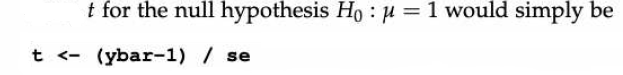 t for the null hypothesis H₀ : μ = 1 would simply be
t <- (ybar-1) / se